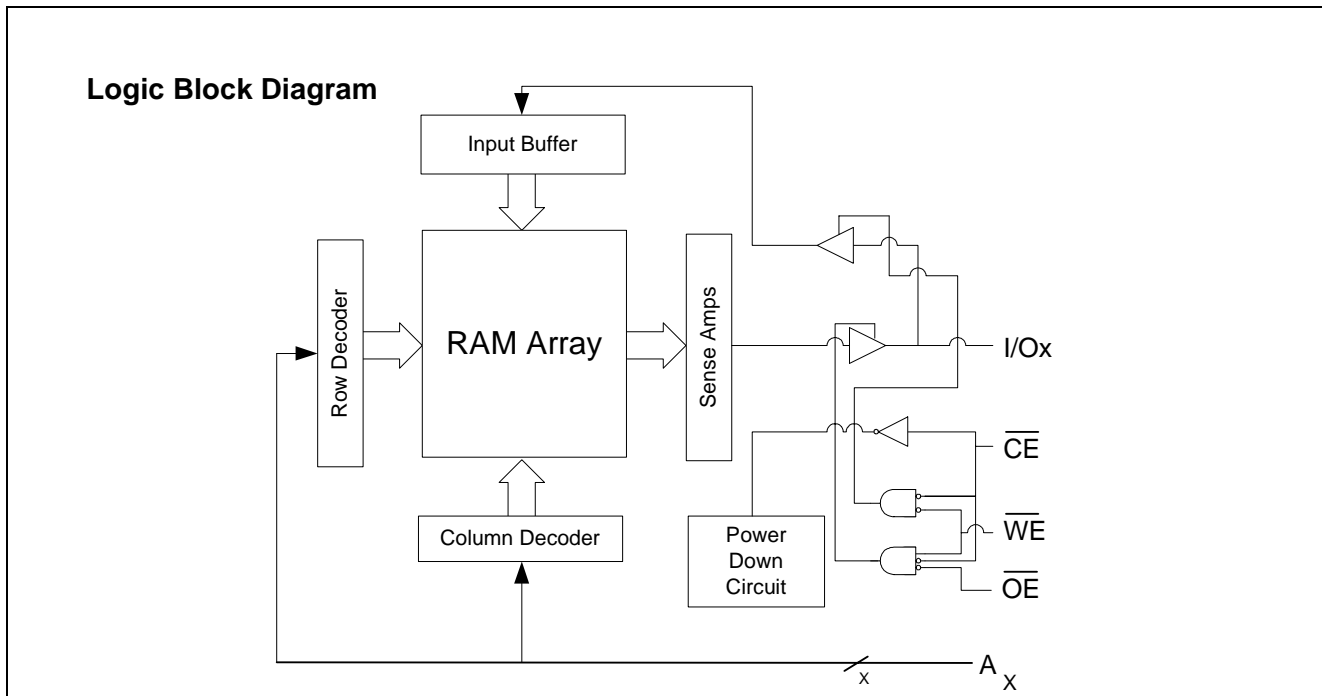 Logic Block Diagram
Input Buffer
Row Decoder
RAM Array
Sense Amps
I/Ox
CE
Column Decoder
Power
Down
Circuit
WE
OE
x
A X